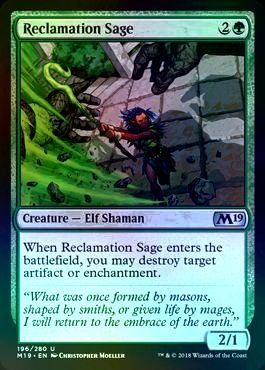 Reclamation Sage 2
Creature — Elf Shaman M19
When Reclamation Sage enters the
battlefield, you may destroy target
artifact or enchantment.
"What was once formed by masons,
shaped by smiths, or given life by mages,
I will return to the embrace of the earth."
2/1
196/280 U
M19 • EN Christopher Moeller ™ & © 2018 Wizards of the Coast